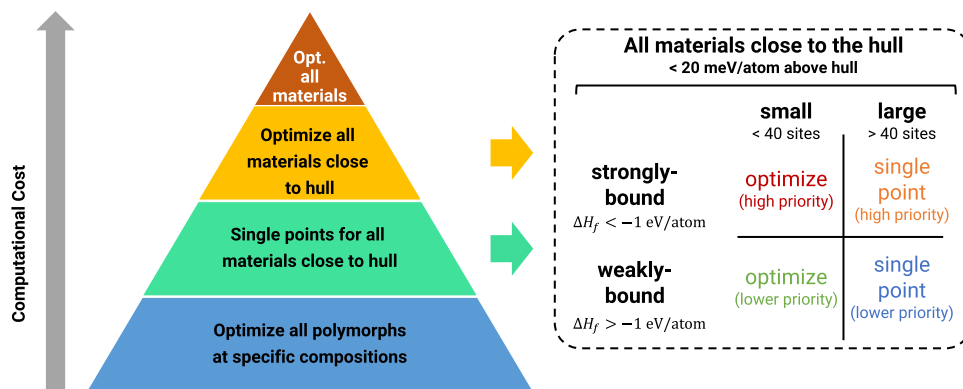 Computational Cost
Opt.
all
materials
Optimize all
materials close
to hull
Single points for all
materials close to hull
Optimize all polymorphs
at specific compositions
All materials close to the hull
< 20 meV/atom above hull
small
< 40 sites
large
> 40 sites
strongly-
bound
ΔH_f < −1 eV/atom
optimize
(high priority)
single
point
(high priority)
weakly-
bound
ΔH_f > −1 eV/atom
optimize
(lower priority)
single
point
(lower priority)